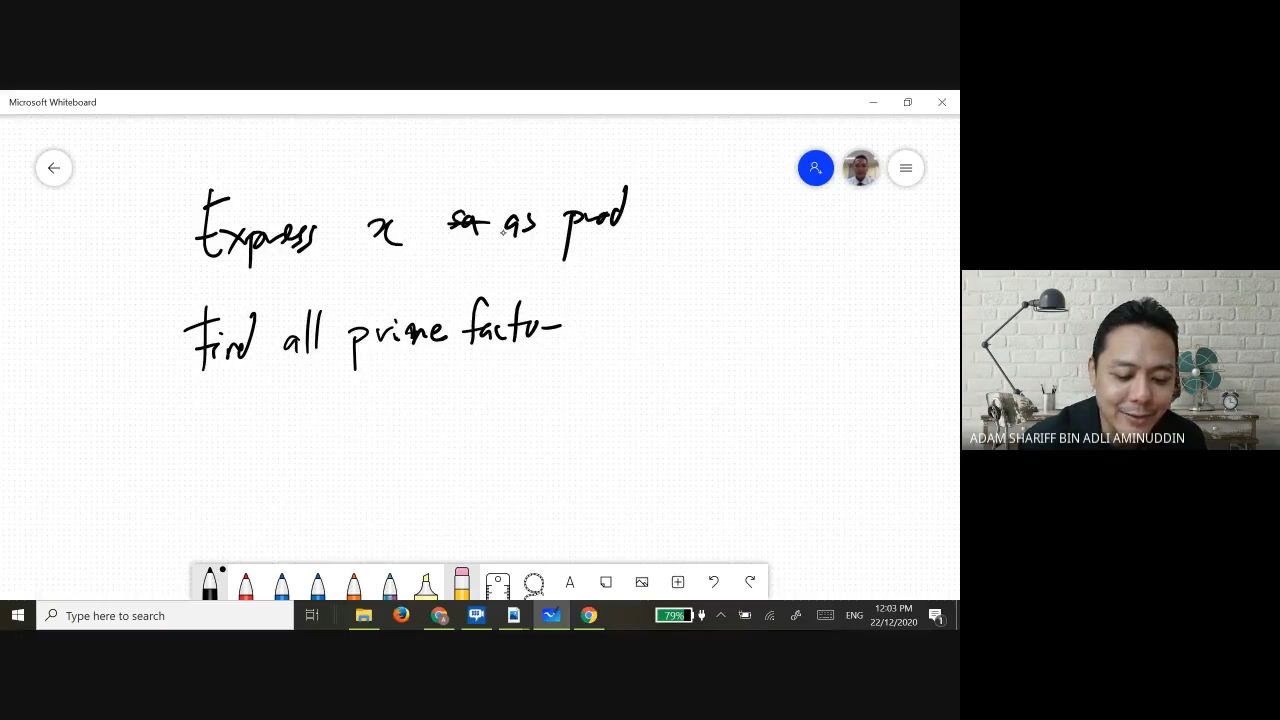 Microsoft Whiteboard
Express x as prod
Find all prime facto
ADAM SHARIFF BIN ADLI AMINUDDIN
A
Type here to search
79%
ENG
12:03 PM
22/12/2020
1